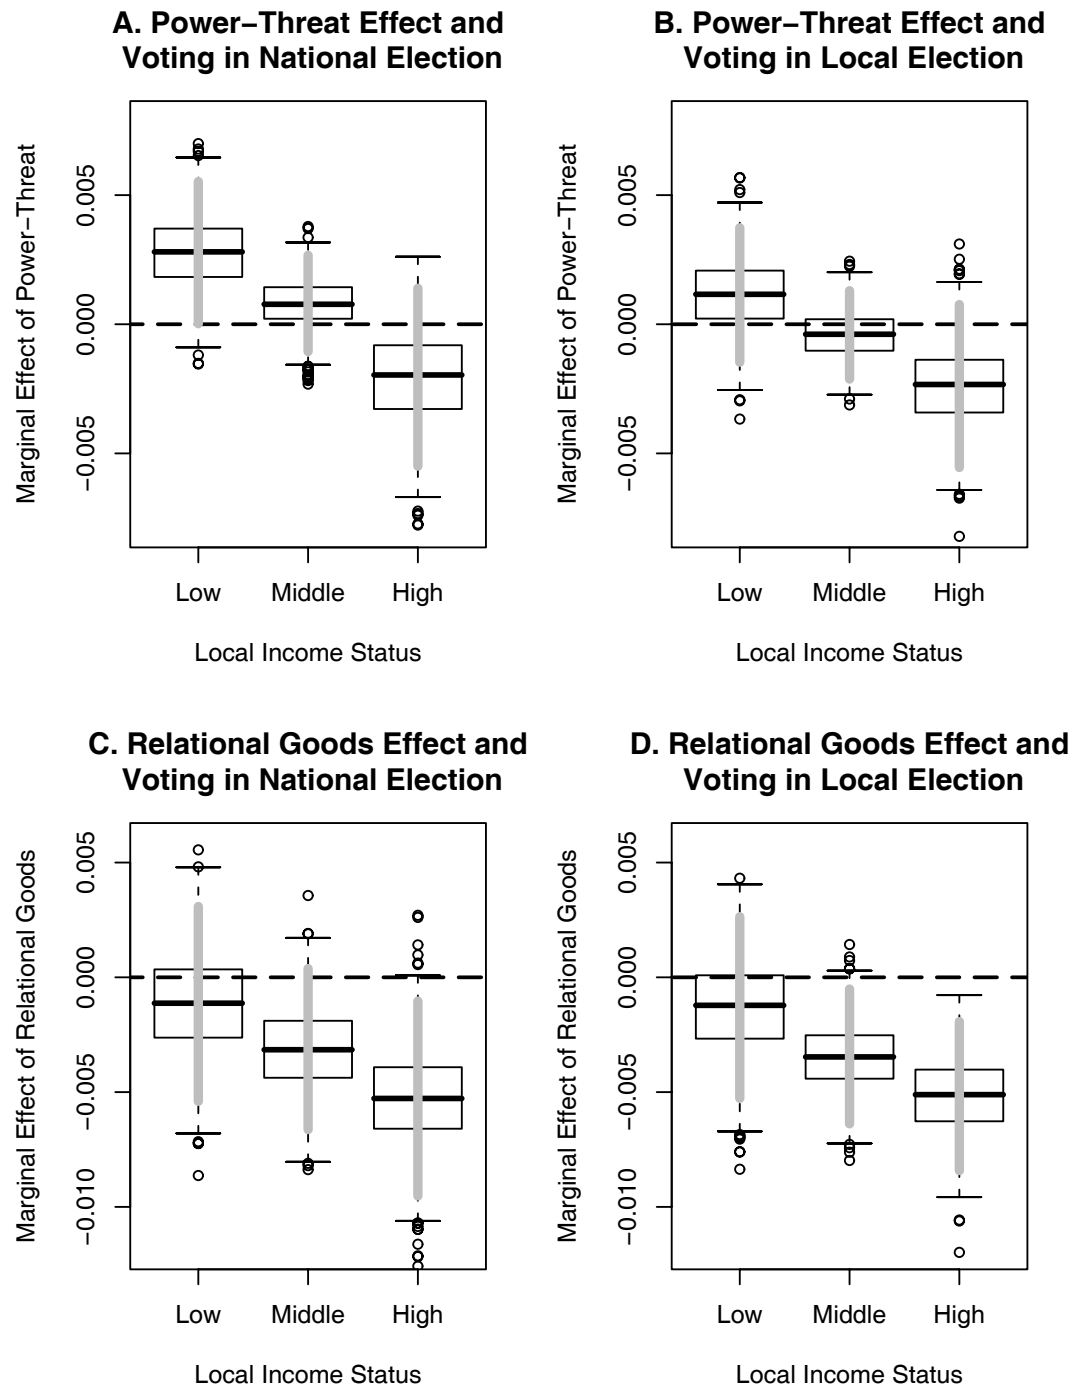 A. Power−Threat Effect and
Voting in National Election
Marginal Effect of Power−Threat
0.005
0.000
−0.005
Low Middle High
Local Income Status
B. Power−Threat Effect and
Voting in Local Election
Marginal Effect of Power−Threat
0.005
0.000
−0.005
Low Middle High
Local Income Status
C. Relational Goods Effect and
Voting in National Election
Marginal Effect of Relational Goods
0.005
0.000
−0.005
−0.010
Low Middle High
Local Income Status
D. Relational Goods Effect and
Voting in Local Election
Marginal Effect of Relational Goods
0.005
0.000
−0.005
−0.010
Low Middle High
Local Income Status